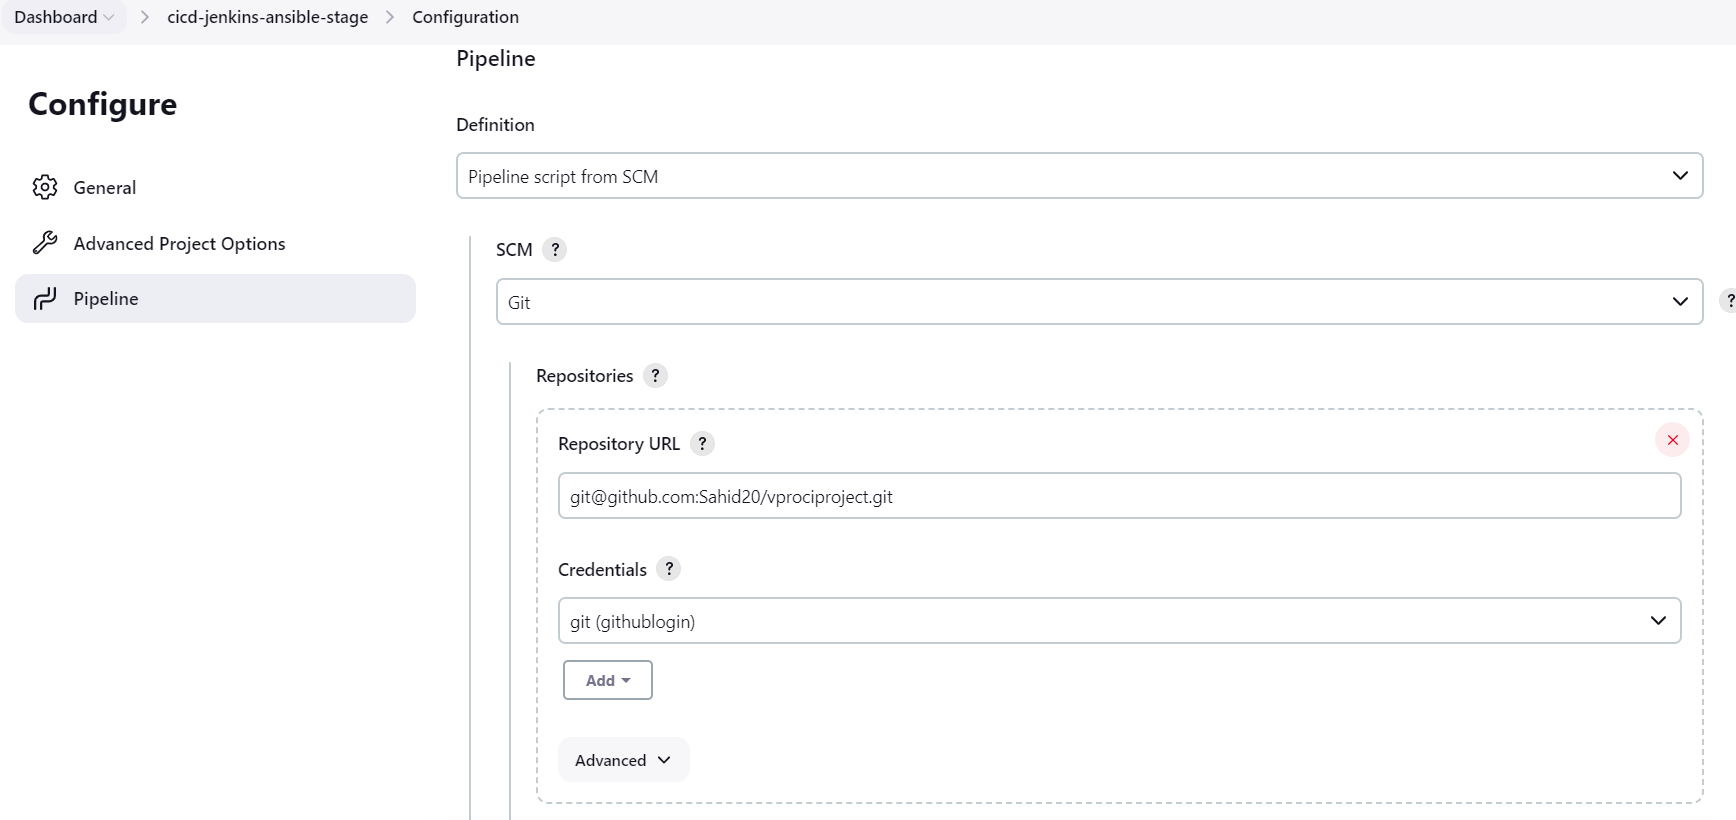 Dashboard > cicd-jenkins-ansible-stage > Configuration
Configure
General
Advanced Project Options
Pipeline
Pipeline
Definition
Pipeline script from SCM
SCM ?
Git
?
Repositories ?
Repository URL ?
git@github.com:Sahid20/vprociproject.git
Credentials ?
git (githublogin)
Add
Advanced